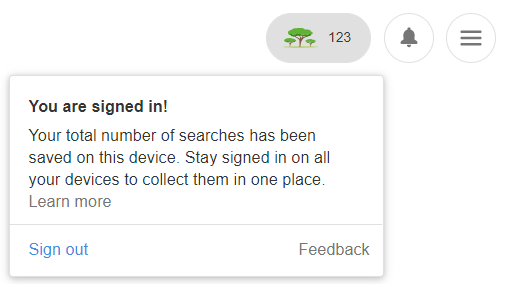 123
You are signed in!
Your total number of searches has been
saved on this device. Stay signed in on all
your devices to collect them in one place.
Learn more
Sign out
Feedback